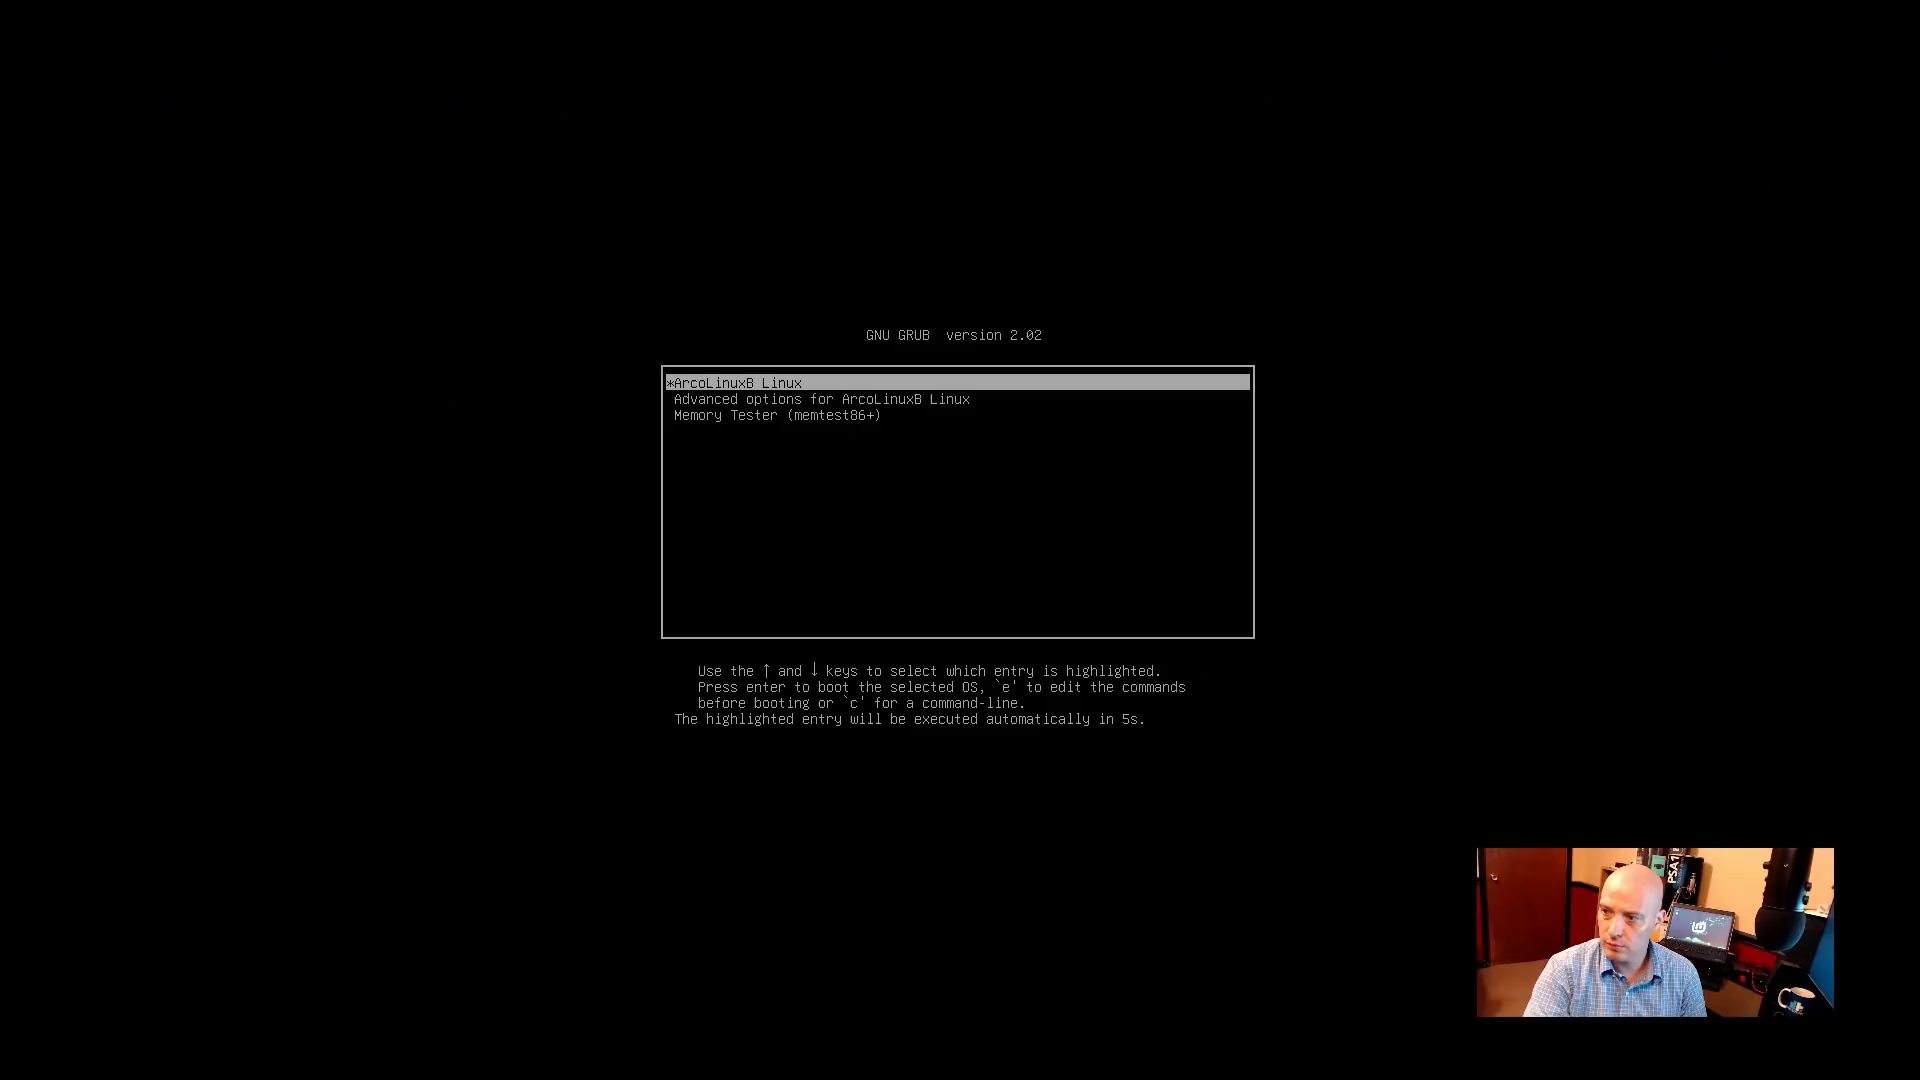 GNU GRUB  version 2.02
*ArcoLinuxB Linux
Advanced options for ArcoLinuxB Linux
Memory Tester (memtest86+)
Use the ↑ and ↓ keys to select which entry is highlighted.
Press enter to boot the selected OS, `e' to edit the commands
before booting or `c' for a command-line.
The highlighted entry will be executed automatically in 5s.
PSA1